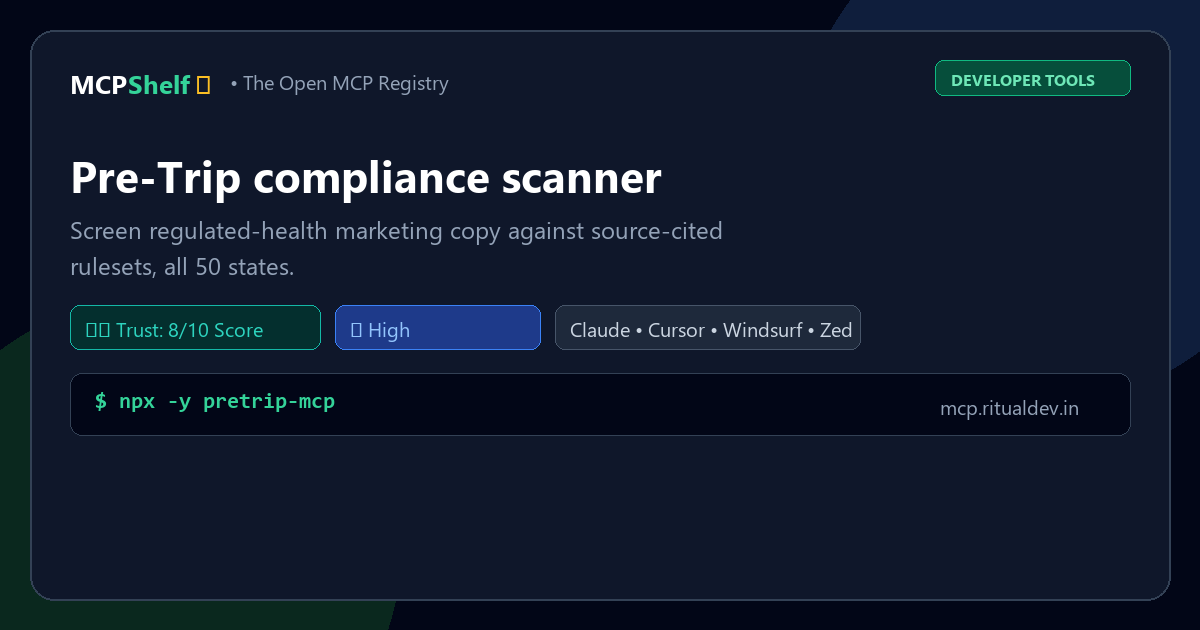 MCPShelf • The Open MCP Registry
DEVELOPER TOOLS
Pre-Trip compliance scanner
Screen regulated-health marketing copy against source-cited
rulesets, all 50 states.
Trust: 8/10 Score
High
Claude • Cursor • Windsurf • Zed
$ npx -y pretrip-mcp
mcp.ritualdev.in